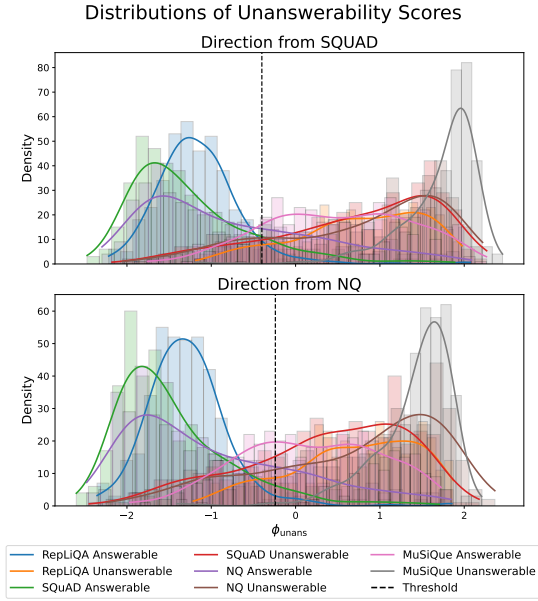 Distributions of Unanswerability Scores
Direction from SQUAD
Density
80
70
60
50
40
30
20
10
0
Direction from NQ
Density
60
50
40
30
20
10
0
−2 −1 0 1 2
ϕunans
RepLiQA Answerable SQuAD Unanswerable MuSiQue Answerable
RepLiQA Unanswerable NQ Answerable MuSiQue Unanswerable
SQuAD Answerable NQ Unanswerable Threshold